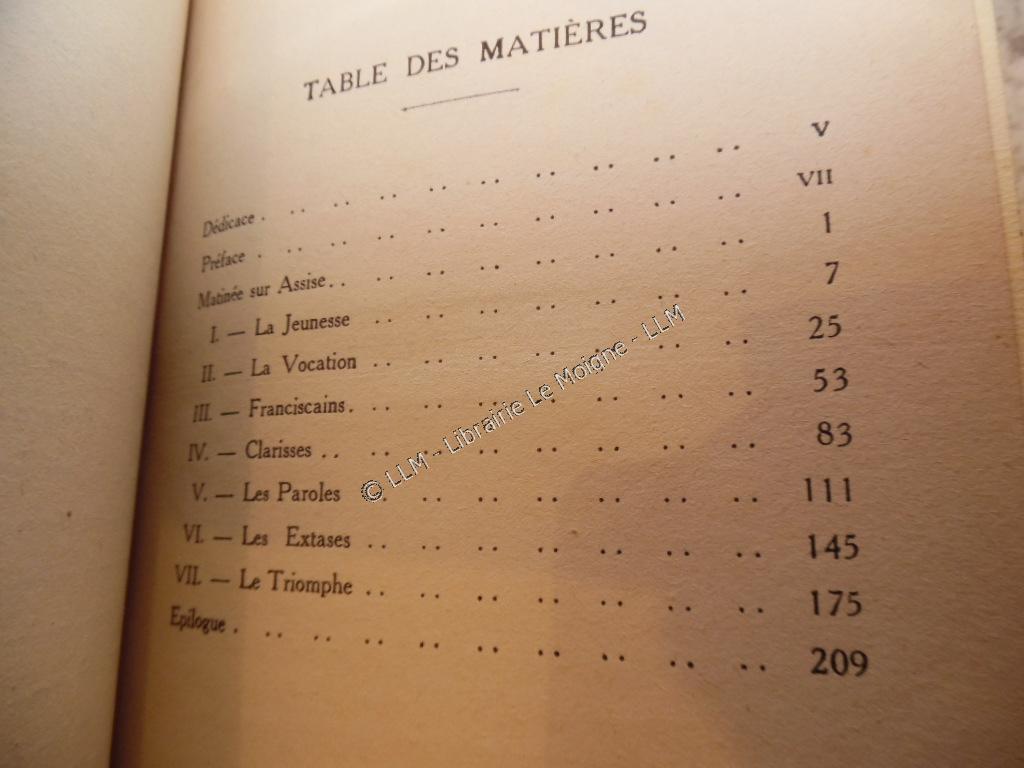 TABLE DES MATIÈRES
Dédicace . .. .. .. .. .. .. .. .. .. V
Préface . .. .. .. .. .. .. .. .. .. VII
Matinée sur Assise. . .. .. .. .. .. .. .. 1
I. — La Jeunesse .. .. .. .. .. .. .. 7
II. — La Vocation .. .. .. .. .. .. .. 25
III. — Franciscains. .. .. .. .. .. .. .. 53
IV. — Clarisses .. .. .. .. .. .. .. .. 83
V. — Les Paroles .. .. .. .. .. .. .. 111
VI. — Les Extases .. .. .. .. .. .. .. 145
VII. — Le Triomphe .. .. .. .. .. .. .. 175
Epilogue . .. .. .. .. .. .. .. .. .. 209
© LLM - Librairie Le Moigne - LLM